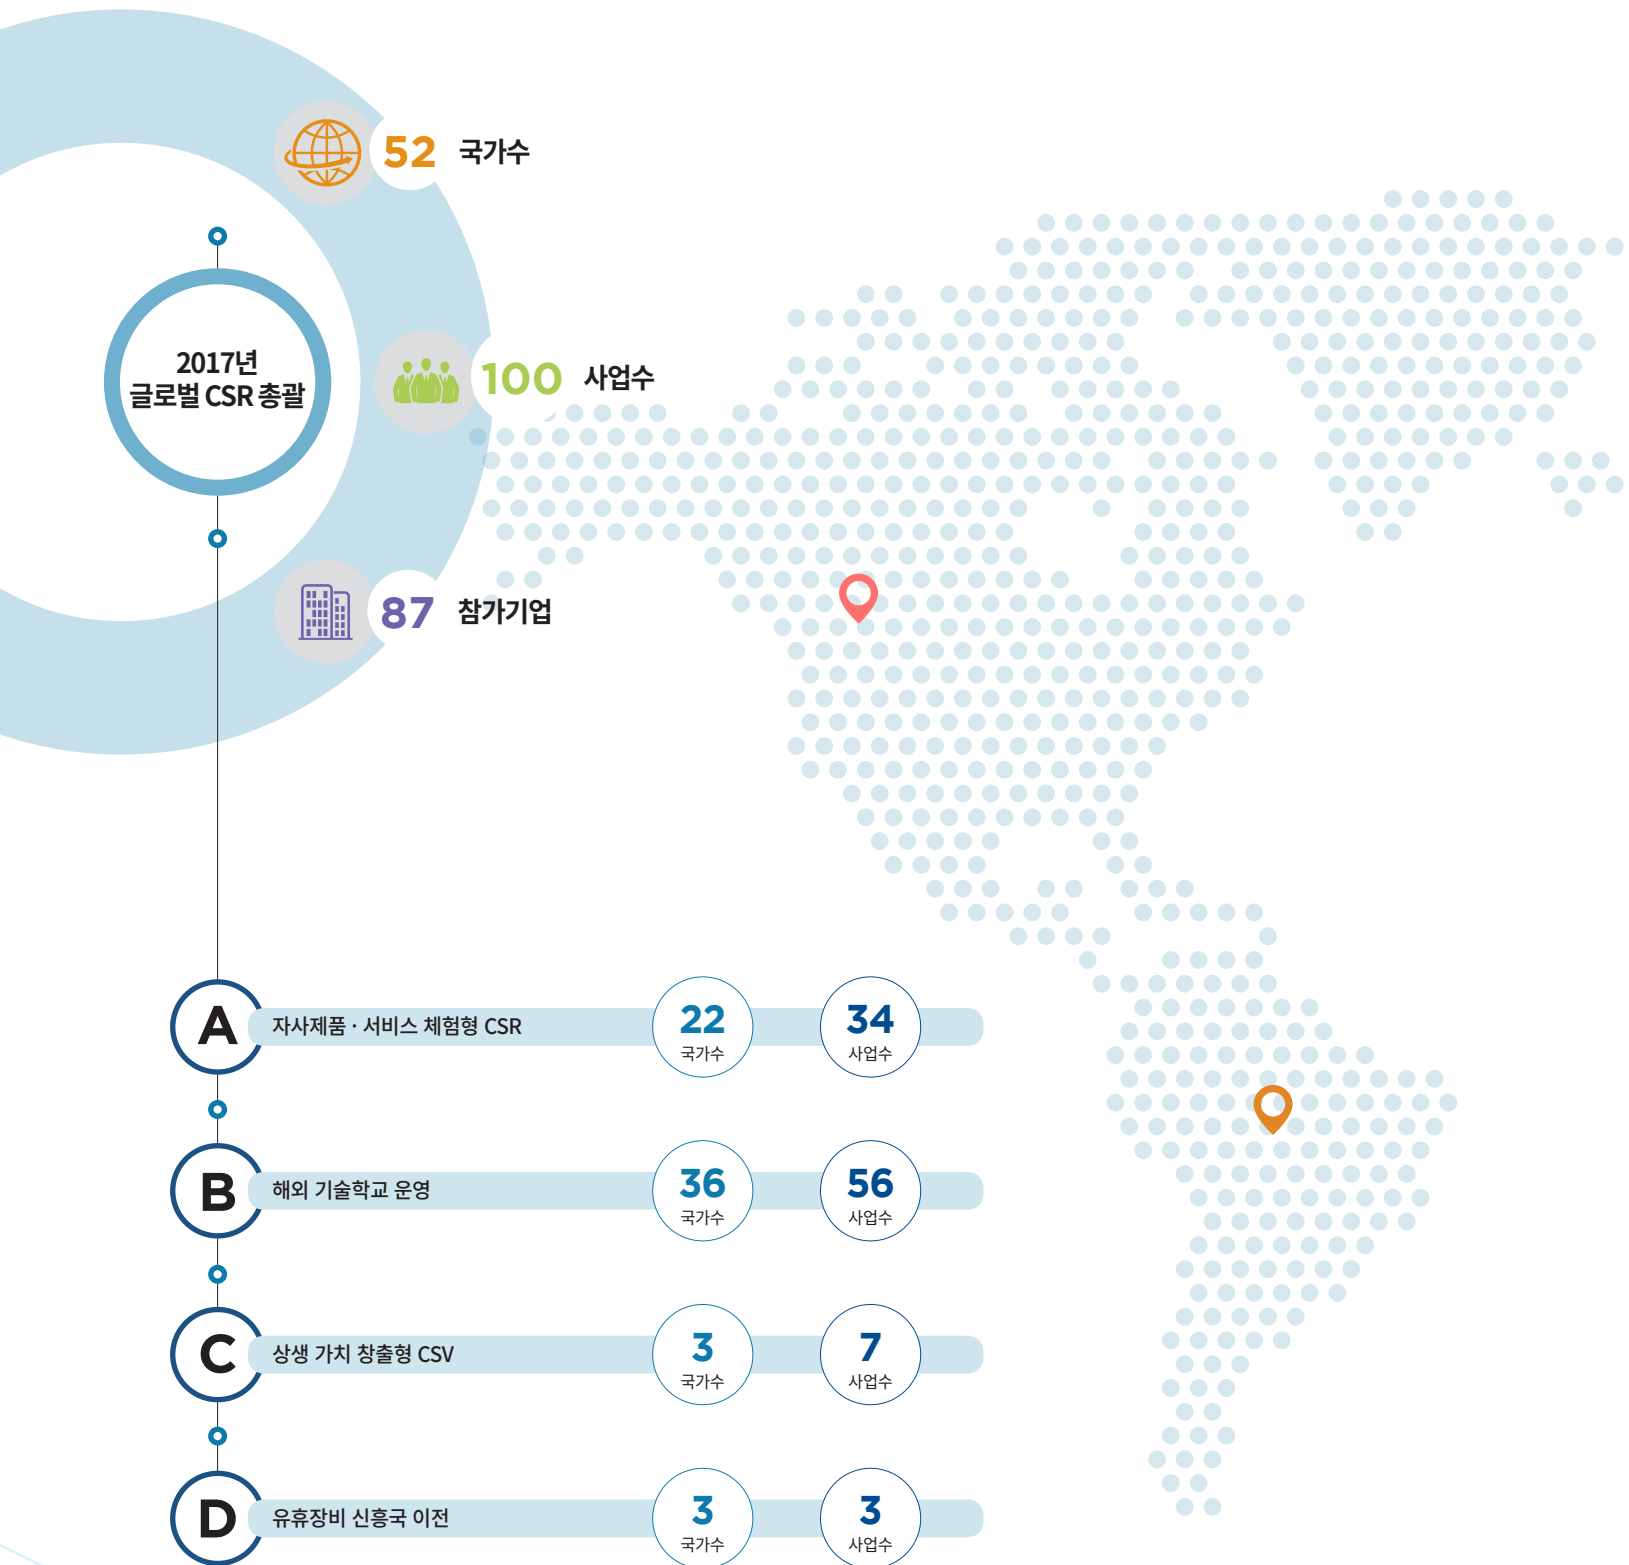 52 국가수
2017년
글로벌 CSR 총괄
100 사업수
87 참가기업
A 자사제품 · 서비스 체험형 CSR 22 국가수 34 사업수
B 해외 기술학교 운영 36 국가수 56 사업수
C 상생 가치 창출형 CSV 3 국가수 7 사업수
D 유휴장비 신흥국 이전 3 국가수 3 사업수